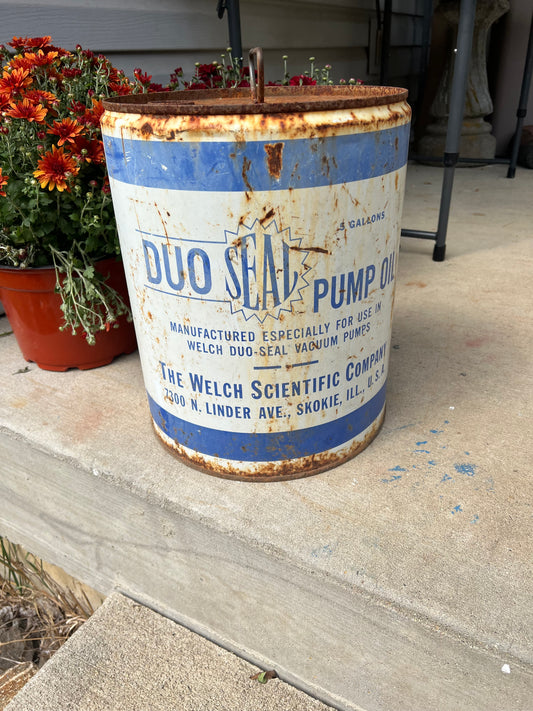 5 GALLONS
DUO SEAL PUMP OIL
MANUFACTURED ESPECIALLY FOR USE IN
WELCH DUO-SEAL VACUUM PUMPS
THE WELCH SCIENTIFIC COMPANY
7300 N. LINDER AVE., SKOKIE, ILL., U.S.A.